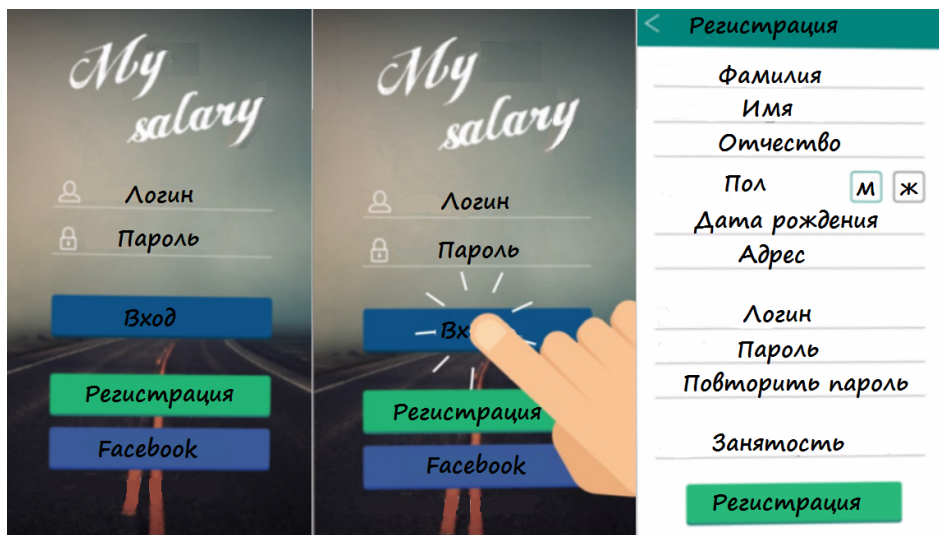 My
salary
Логин
Пароль
Вход
Регистрация
Facebook
My
salary
Логин
Пароль
Вх
Регистрация
Facebook
Регистрация
Фамилия
Имя
Отчество
Пол м ж
Дата рождения
Адрес
Логин
Пароль
Повторить пароль
Занятость
Регистрация